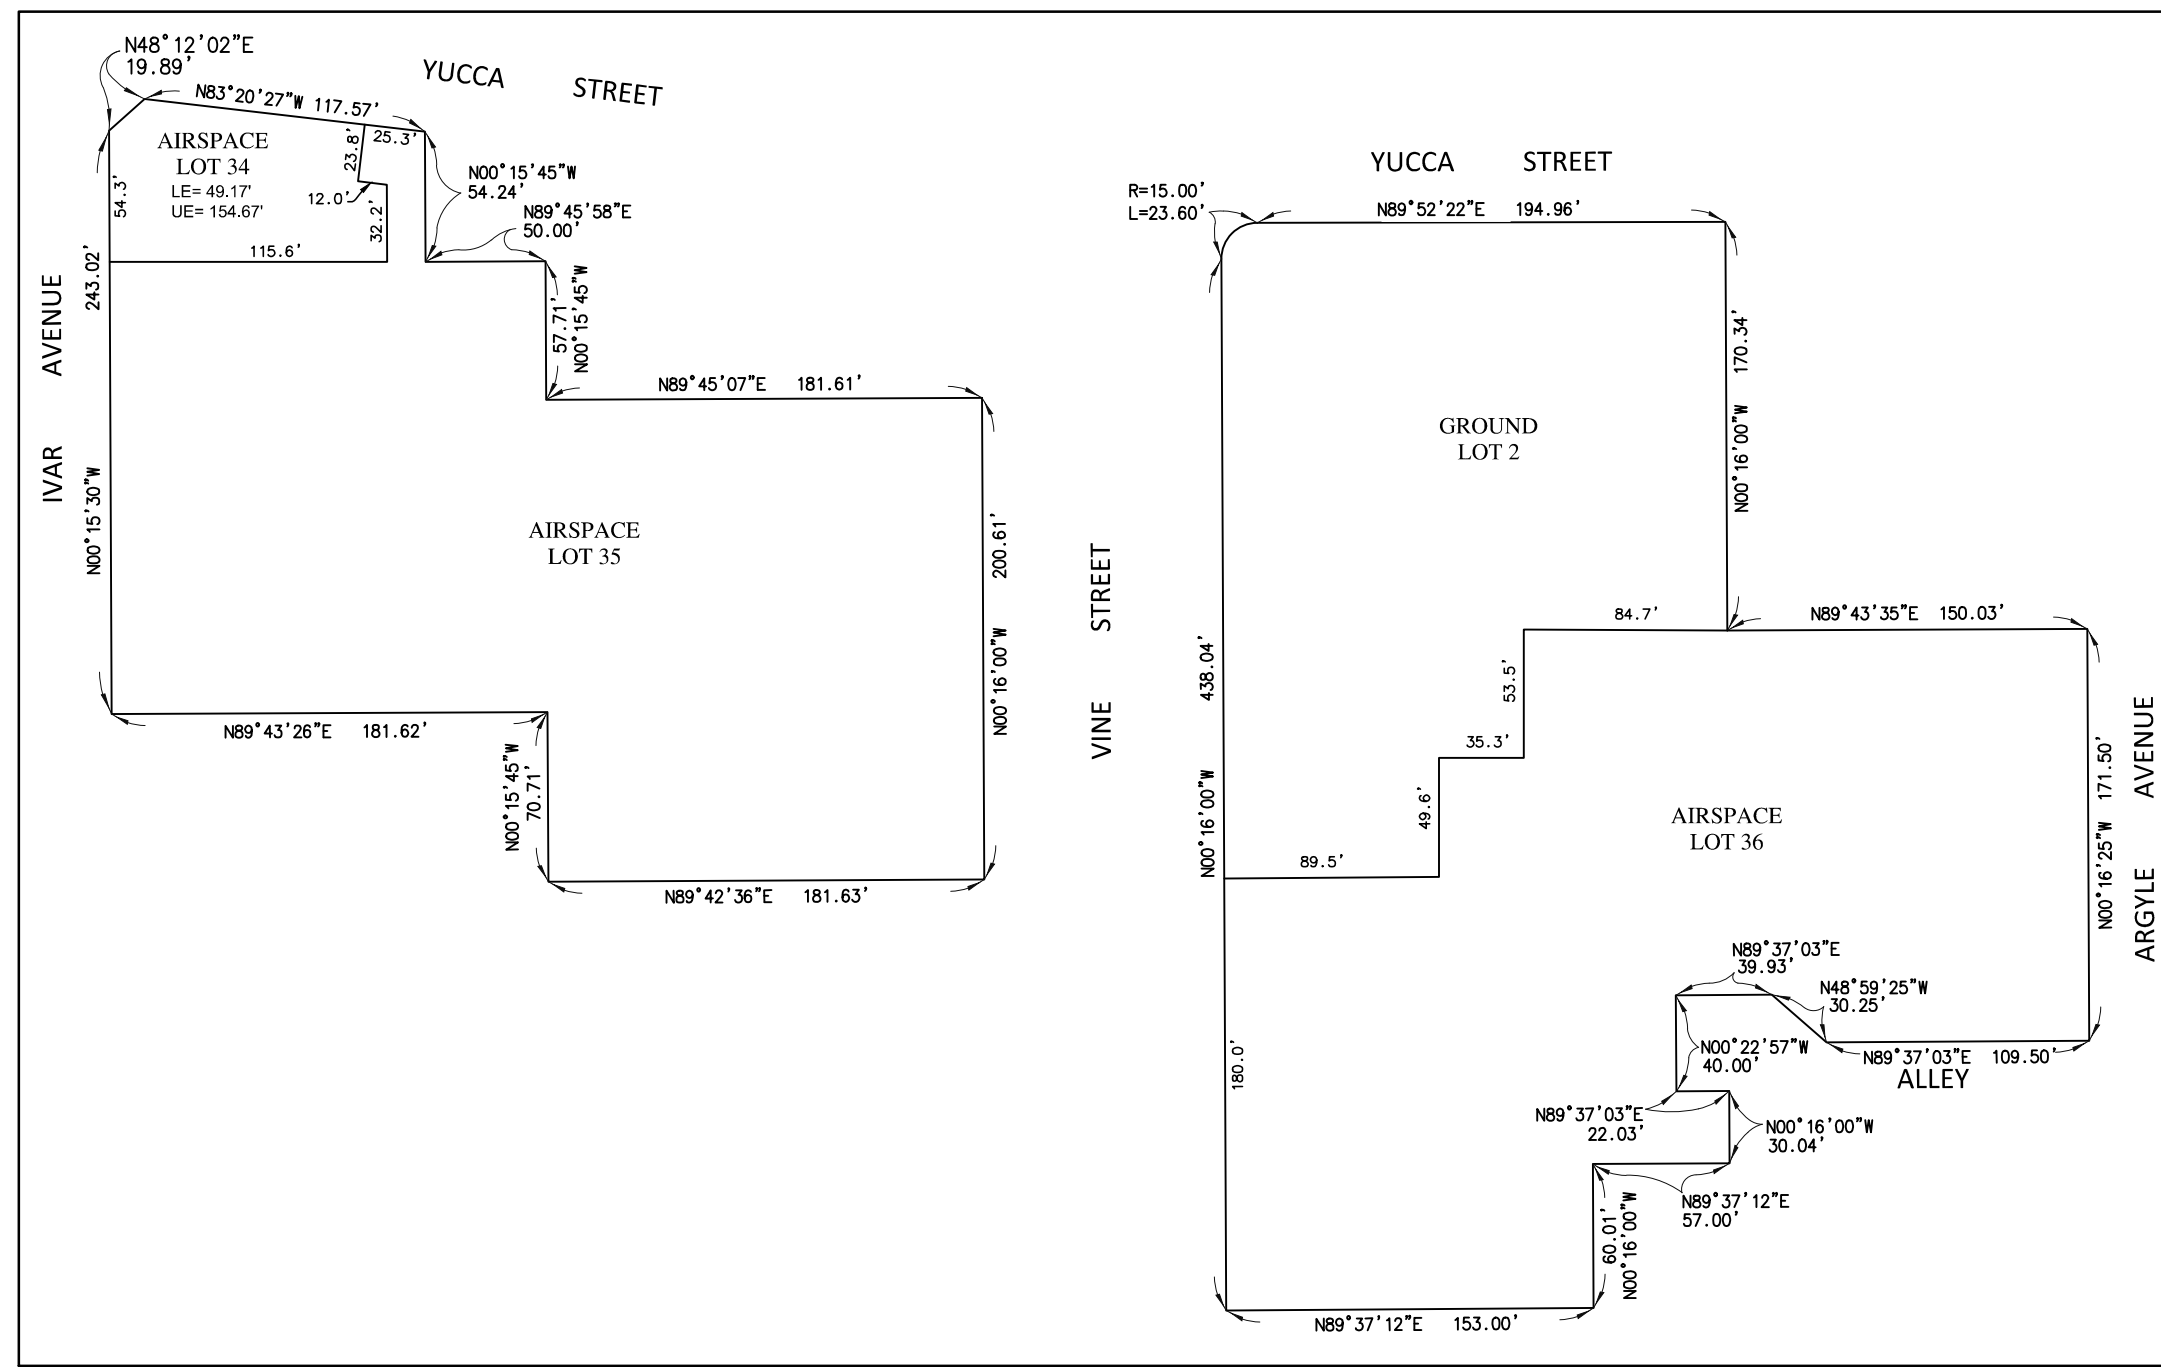 N48°12'02"E
19.89'
N83°20'27"W 117.57'
YUCCA STREET
AIRSPACE
LOT 34
LE= 49.17'
UE= 154.67'
23.8'
25.3'
12.0'
32.2'
54.3'
115.6'
N00°15'45"W
54.24'
N89°45'58"E
50.00'
57.71'
N00°15'45"W
243.02'
N00°15'30"W
IVAR AVENUE
N89°45'07"E 181.61'
AIRSPACE
LOT 35
200.61'
N00°16'00"W
N89°43'26"E 181.62'
N00°15'45"W
70.71'
N89°42'36"E 181.63'
VINE STREET
YUCCA STREET
R=15.00'
L=23.60'
N89°52'22"E 194.96'
N00°16'00"W 170.34'
GROUND
LOT 2
84.7'
N89°43'35"E 150.03'
53.5'
35.3'
49.6'
89.5'
438.04'
N00°16'00"W
AIRSPACE
LOT 36
N00°16'25"W 171.50'
ARGYLE AVENUE
N89°37'03"E
39.93'
N48°59'25"W
30.25'
N00°22'57"W
40.00'
N89°37'03"E 109.50'
ALLEY
180.0'
N89°37'03"E
22.03'
N00°16'00"W
30.04'
N89°37'12"E
57.00'
60.01'
N00°16'00"W
N89°37'12"E 153.00'